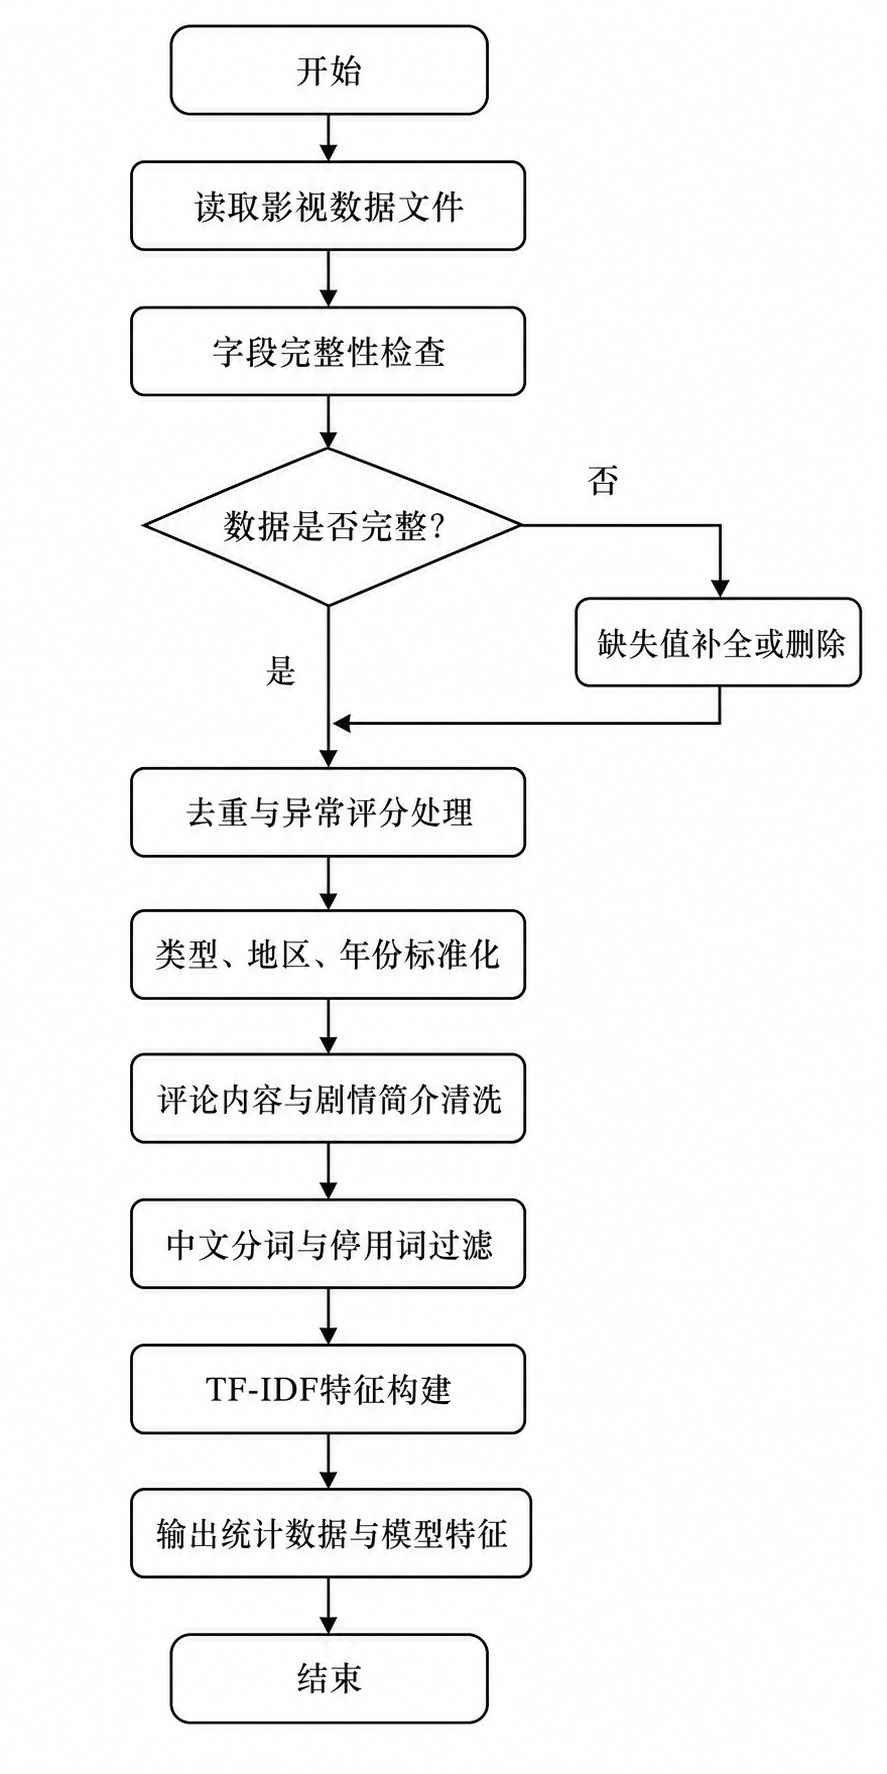 开始
读取影视数据文件
字段完整性检查
数据是否完整?
否
缺失值补全或删除
是
去重与异常评分处理
类型、地区、年份标准化
评论内容与剧情简介清洗
中文分词与停用词过滤
TF-IDF特征构建
输出统计数据与模型特征
结束